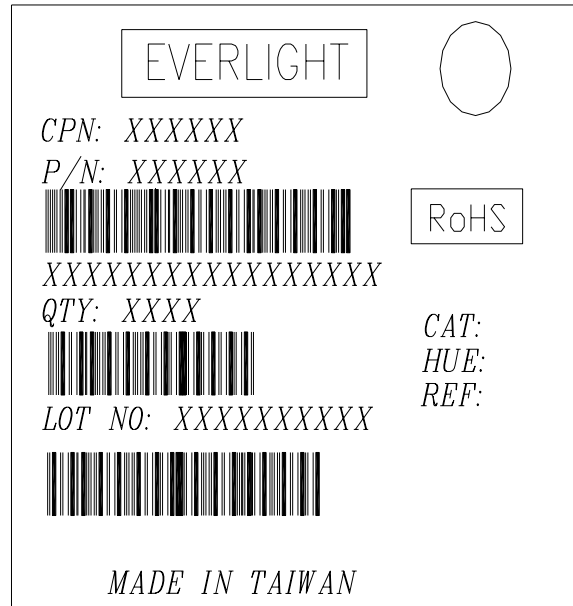 EVERLIGHT
CPN: XXXXXX
P/N: XXXXXX
RoHS
XXXXXXXXXXXXXXXXX
QTY: XXXX
CAT:
HUE:
REF:
LOT NO: XXXXXXXXXX
MADE IN TAIWAN